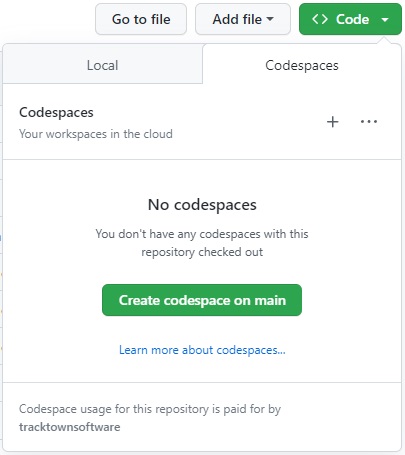 Go to file Add file <> Code
Local Codespaces
Codespaces
Your workspaces in the cloud
No codespaces
You don't have any codespaces with this
repository checked out
Create codespace on main
Learn more about codespaces...
Codespace usage for this repository is paid for by
tracktownsoftware